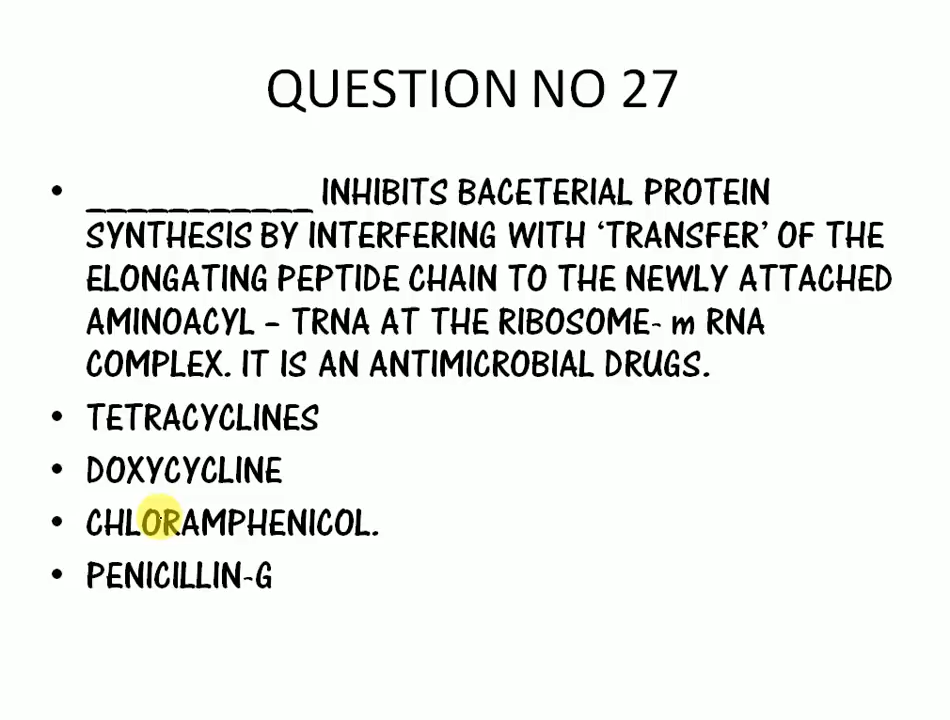 QUESTION NO 27
• ___________ INHIBITS BACETERIAL PROTEIN
SYNTHESIS BY INTERFERING WITH ‘TRANSFER’ OF THE
ELONGATING PEPTIDE CHAIN TO THE NEWLY ATTACHED
AMINOACYL – TRNA AT THE RIBOSOME- m RNA
COMPLEX. IT IS AN ANTIMICROBIAL DRUGS.
• TETRACYCLINES
• DOXYCYCLINE
• CHLORAMPHENICOL.
• PENICILLIN-G